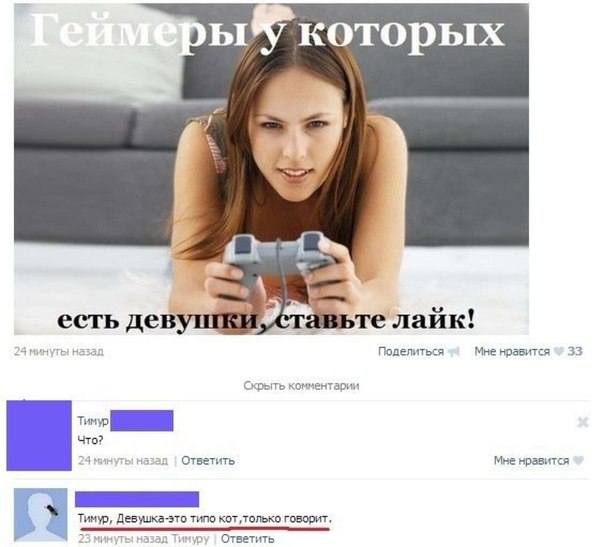 Геймеры у которых
есть девушки, ставьте лайк!
24 минуты назад
Поделиться
Мне нравится 33
Скрыть комментарии
Тимур
Что?
24 минуты назад | Ответить
Мне нравится
Тимур, Девушка-это типо кот,только говорит.
23 минуты назад Тимуру | Ответить